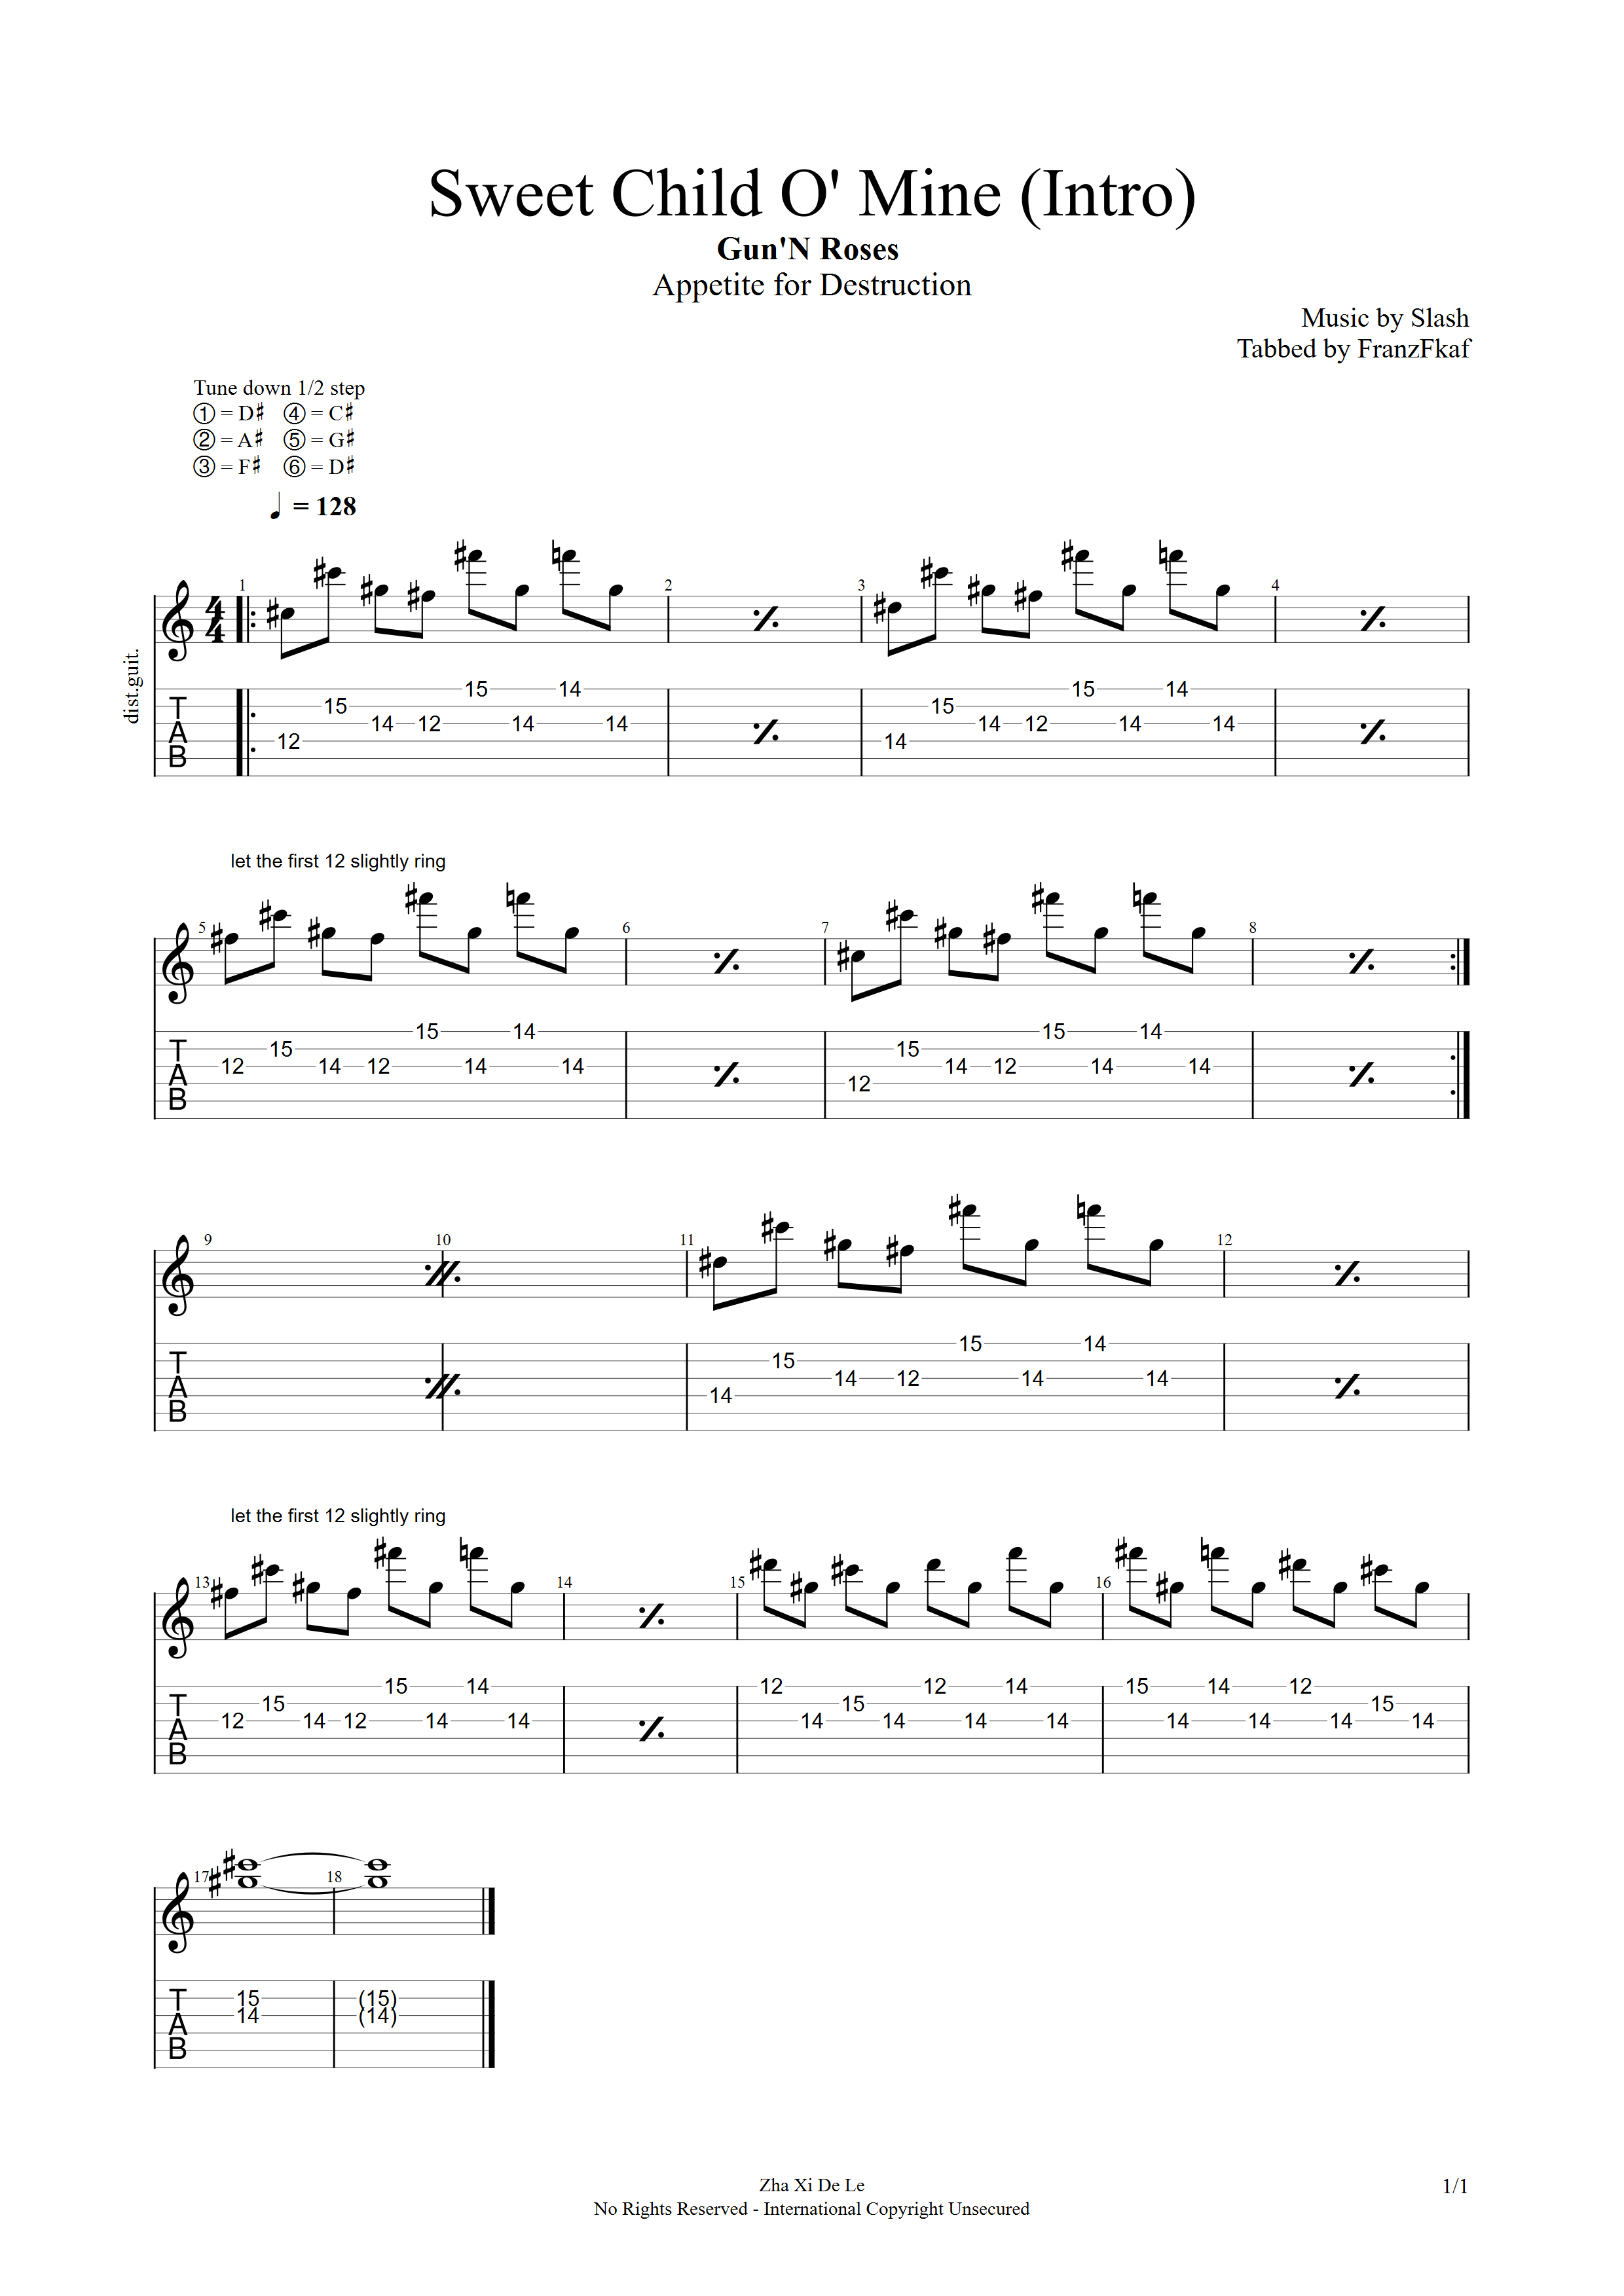 Sweet Child O' Mine (Intro)
Gun'N Roses
Appetite for Destruction
Music by Slash
Tabbed by FranzFkaf
Tune down 1/2 step
① = D♯ ④ = C♯
② = A♯ ⑤ = G♯
③ = F♯ ⑥ = D♯
♩ = 128
1 2 3 4
4
4
dist.guit.
15 14 15 14
T 15 15
14 12 14 14 14 12 14 14
A 12 14
B
let the first 12 slightly ring
5 6 7 8
15 14 15 14
T 15 15
A 12 14 12 14 14 14 12 14 14
12
B
9 10 11 12
15 14
T 15
A 14 12 14 14
14
B
let the first 12 slightly ring
13 14 15 16
15 14 12 12 14 15 14 12
T 15 15 15
A 12 14 12 14 14 14 14 14 14 14 14 14 14
B
17 18
T 15 (15)
14 (14)
A
B
Zha Xi De Le
1/1
No Rights Reserved - International Copyright Unsecured